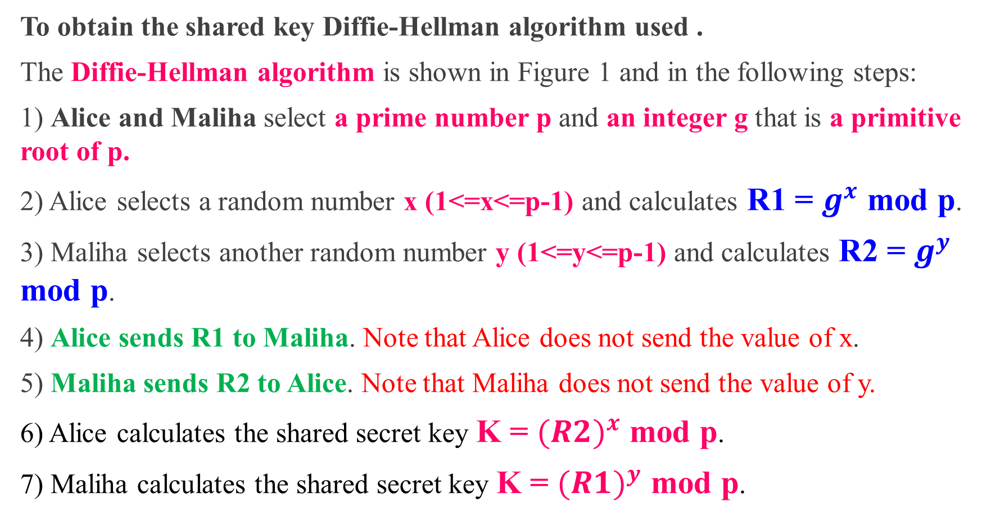 To obtain the shared key Diffie-Hellman algorithm used .
The Diffie-Hellman algorithm is shown in Figure 1 and in the following steps:
1) Alice and Maliha select a prime number p and an integer g that is a primitive
root of p.
2) Alice selects a random number x (1<=x<=p-1) and calculates R1 = g^x mod p.
3) Maliha selects another random number y (1<=y<=p-1) and calculates R2 = g^y
mod p.
4) Alice sends R1 to Maliha. Note that Alice does not send the value of x.
5) Maliha sends R2 to Alice. Note that Maliha does not send the value of y.
6) Alice calculates the shared secret key K = (R2)^x mod p.
7) Maliha calculates the shared secret key K = (R1)^y mod p.